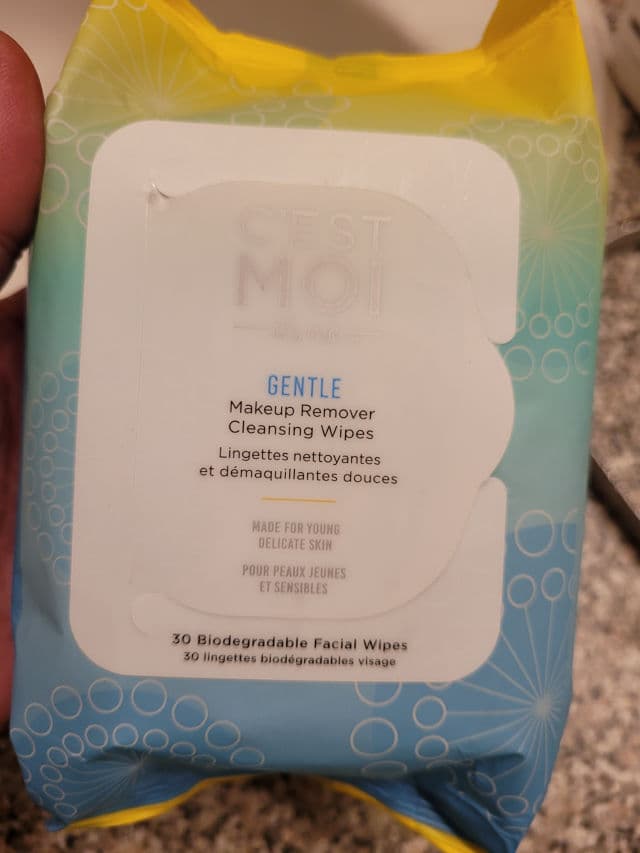 C'EST
MOI
GENTLE
Makeup Remover
Cleansing Wipes
Lingettes nettoyantes
et démaquillantes douces
MADE FOR YOUNG
DELICATE SKIN
POUR PEAUX JEUNES
ET SENSIBLES
30 Biodegradable Facial Wipes
30 lingettes biodégradables visage